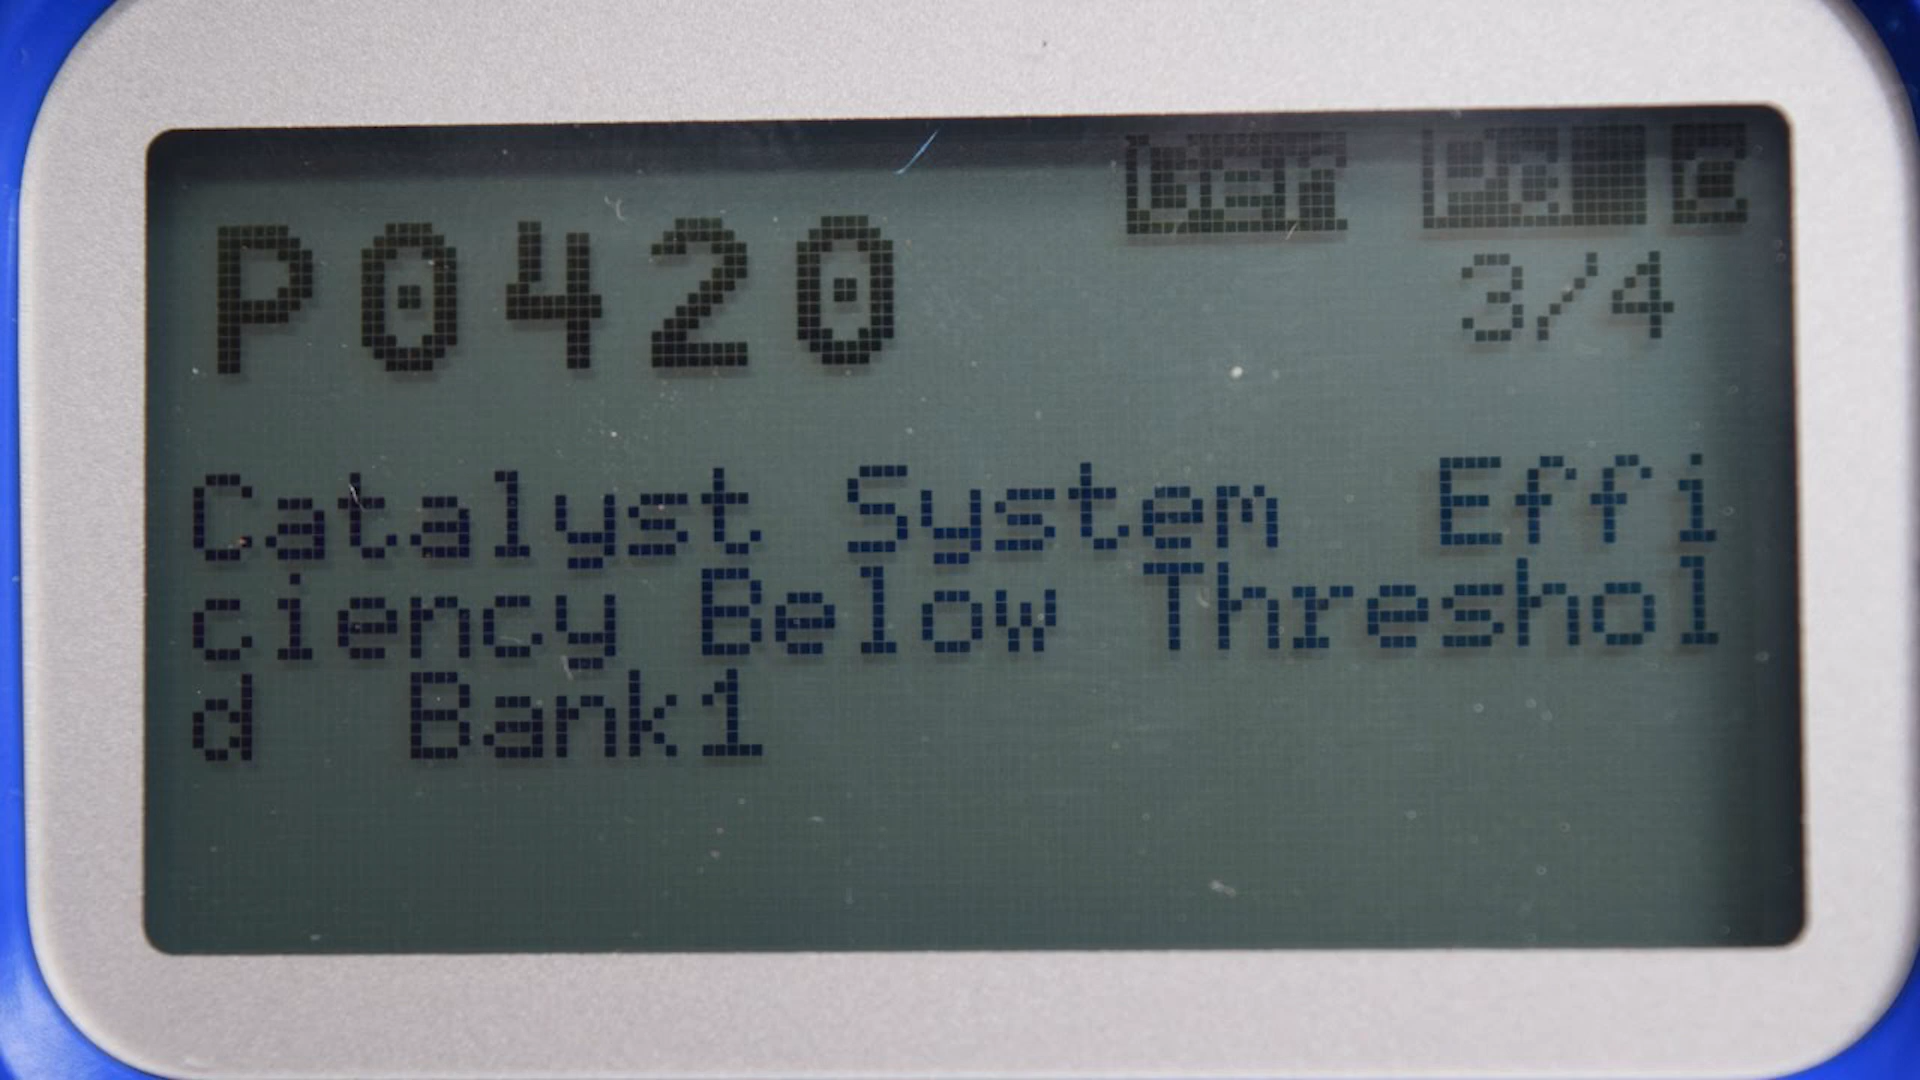 P0420
3/4
Catalyst System  Effi
ciency Below Threshol
d  Bank1